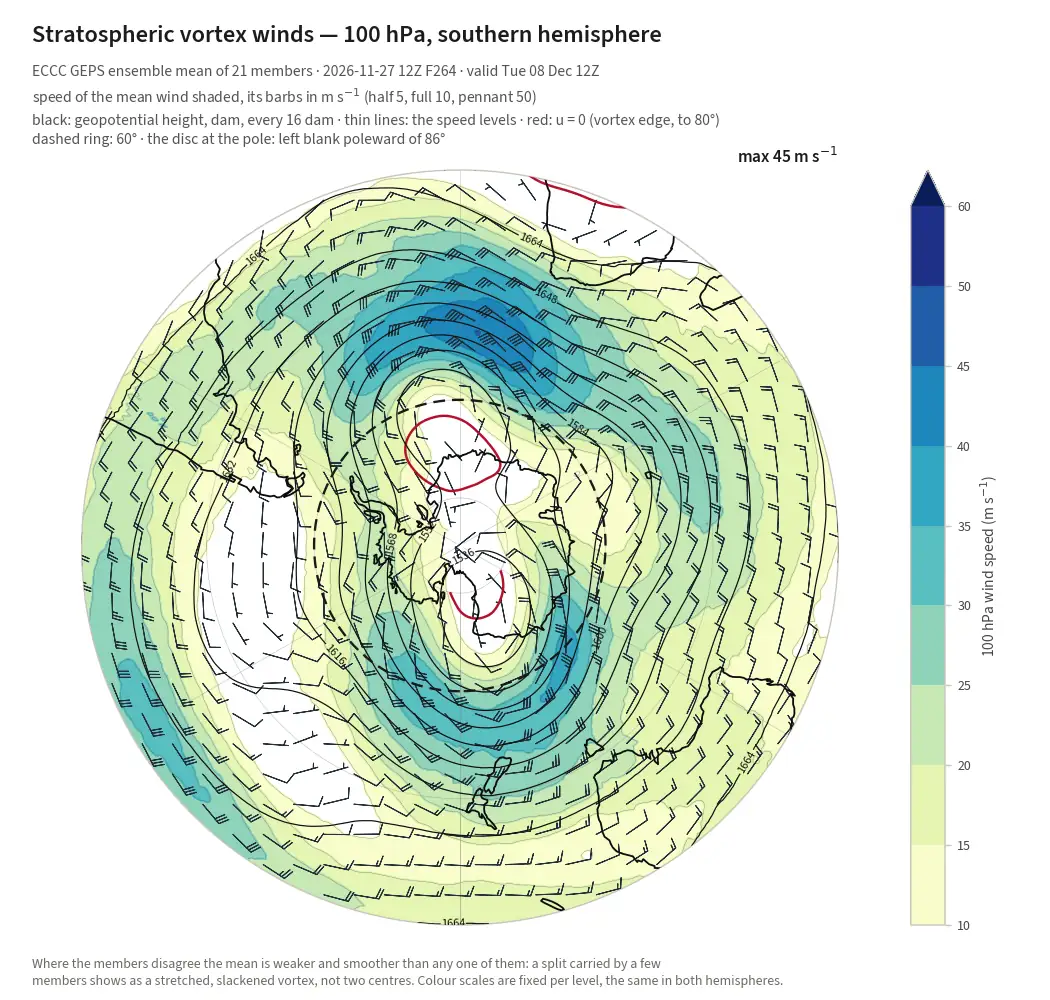 Stratospheric vortex winds — 100 hPa, southern hemisphere
ECCC GEPS ensemble mean of 21 members · 2026-11-27 12Z F264 · valid Tue 08 Dec 12Z
speed of the mean wind shaded, its barbs in m s−1 (half 5, full 10, pennant 50)
black: geopotential height, dam, every 16 dam · thin lines: the speed levels · red: u = 0 (vortex edge, to 80°)
dashed ring: 60° · the disc at the pole: left blank poleward of 86°
max 45 m s−1
60
50
45
40
35
30
25
20
15
10
100 hPa wind speed (m s−1)
1664
1664
1648
1584
1568
1536
1616
1664
1664
Where the members disagree the mean is weaker and smoother than any one of them: a split carried by a few
members shows as a stretched, slackened vortex, not two centres. Colour scales are fixed per level, the same in both hemispheres.